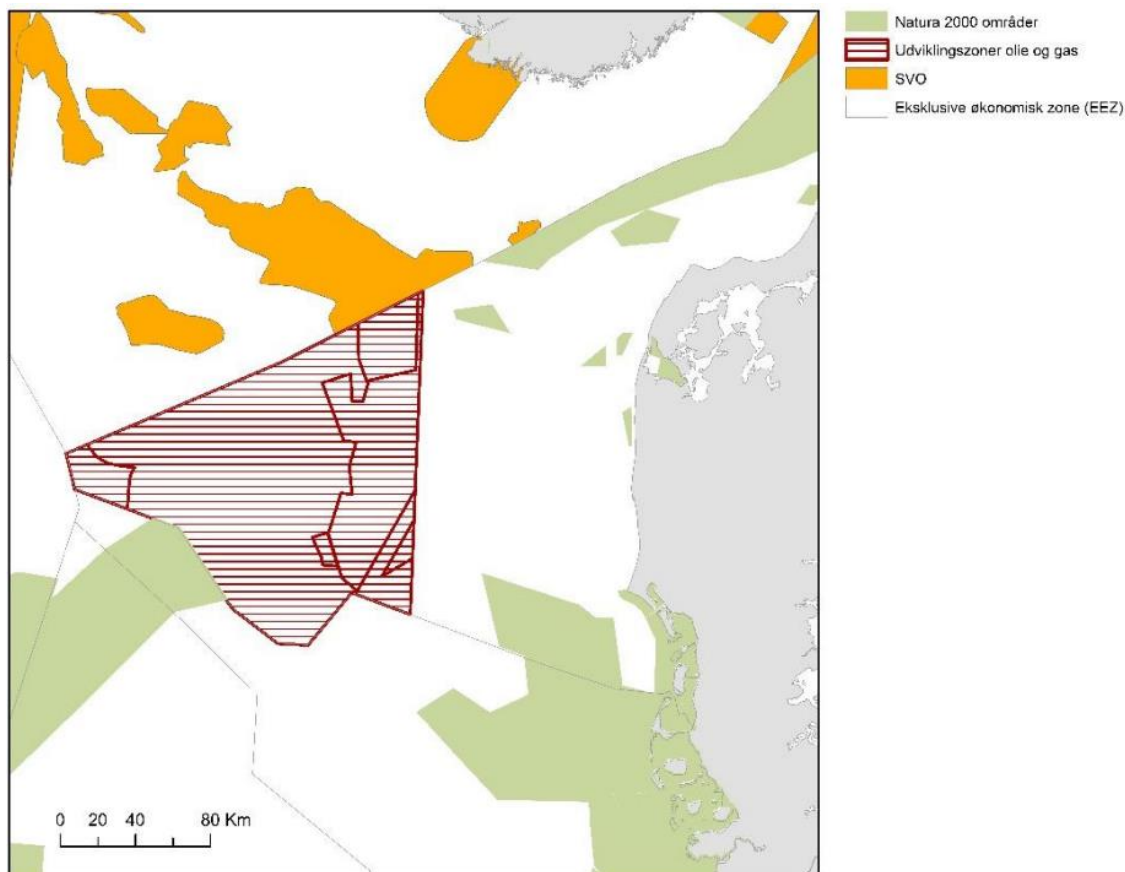 Natura 2000 områder
Udviklingszoner olie og gas
SVO
Eksklusive økonomisk zone (EEZ)
0 20 40 80 Km